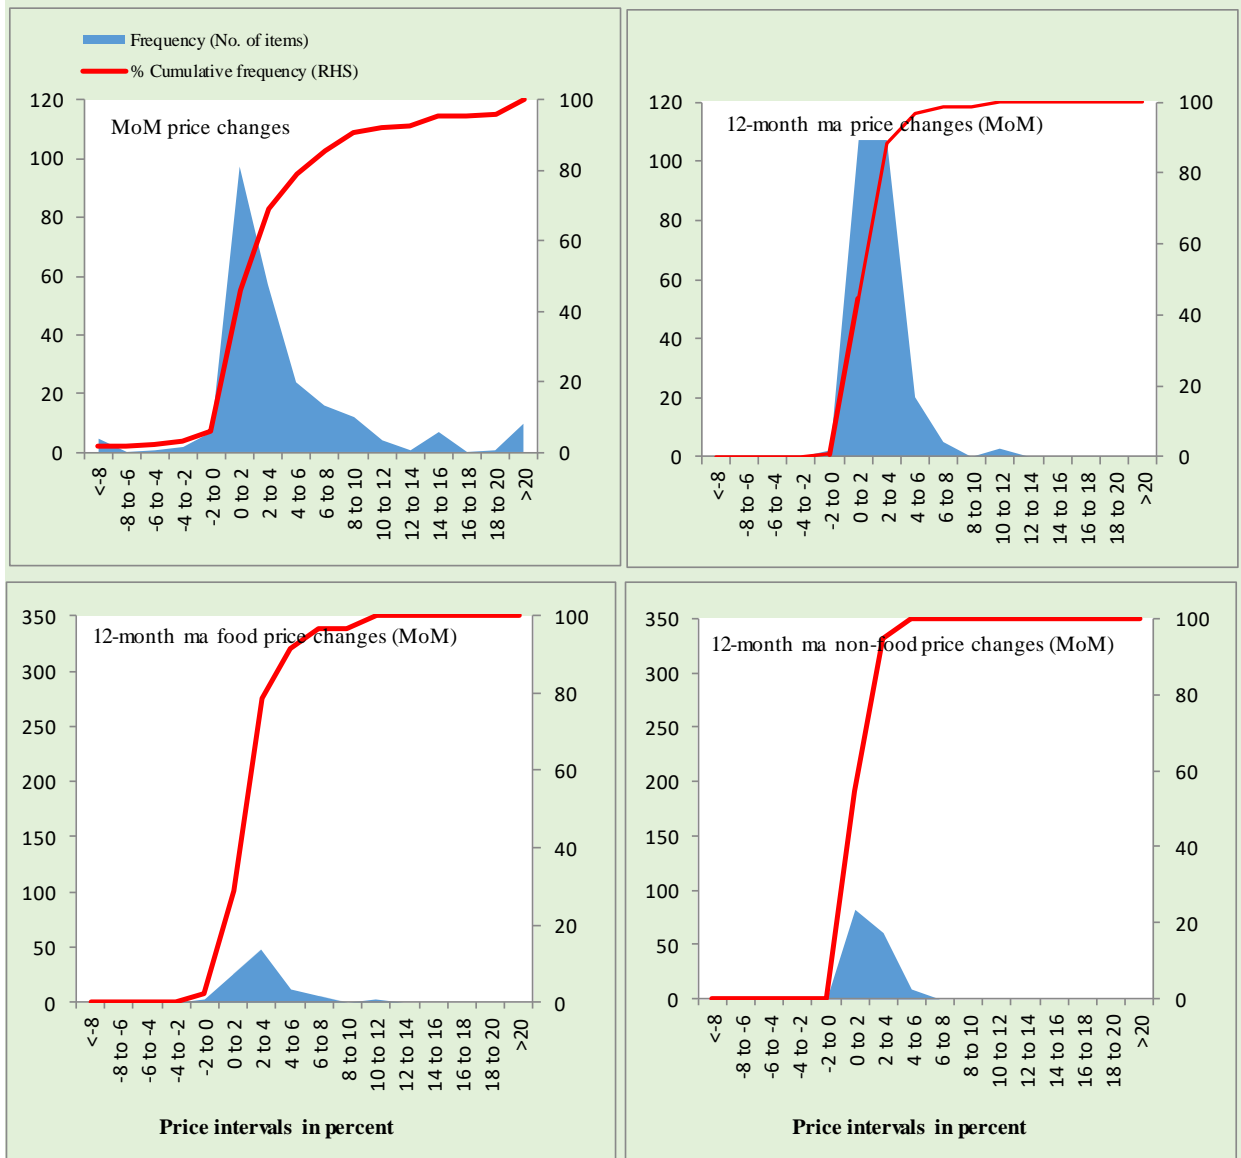 Frequency (No. of items)
% Cumulative frequency (RHS)
MoM price changes
120
100
80
60
40
20
0
100
80
60
40
20
0
<-8
-8 to -6
-6 to -4
-4 to -2
-2 to 0
0 to 2
2 to 4
4 to 6
6 to 8
8 to 10
10 to 12
12 to 14
14 to 16
16 to 18
18 to 20
>20
12-month ma price changes (MoM)
120
100
80
60
40
20
0
100
80
60
40
20
0
<-8
-8 to -6
-6 to -4
-4 to -2
-2 to 0
0 to 2
2 to 4
4 to 6
6 to 8
8 to 10
10 to 12
12 to 14
14 to 16
16 to 18
18 to 20
>20
12-month ma food price changes (MoM)
350
300
250
200
150
100
50
0
100
80
60
40
20
0
<-8
-8 to -6
-6 to -4
-4 to -2
-2 to 0
0 to 2
2 to 4
4 to 6
6 to 8
8 to 10
10 to 12
12 to 14
14 to 16
16 to 18
18 to 20
>20
Price intervals in percent
12-month ma non-food price changes (MoM)
350
300
250
200
150
100
50
0
100
80
60
40
20
0
<-8
-8 to -6
-6 to -4
-4 to -2
-2 to 0
0 to 2
2 to 4
4 to 6
6 to 8
8 to 10
10 to 12
12 to 14
14 to 16
16 to 18
18 to 20
>20
Price intervals in percent